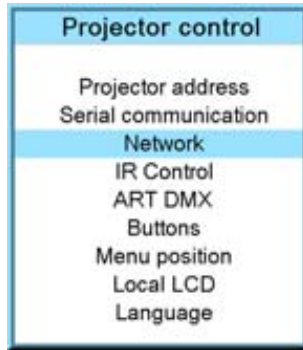 Projector control
Projector address
Serial communication
Network
IR Control
ART DMX
Buttons
Menu position
Local LCD
Language